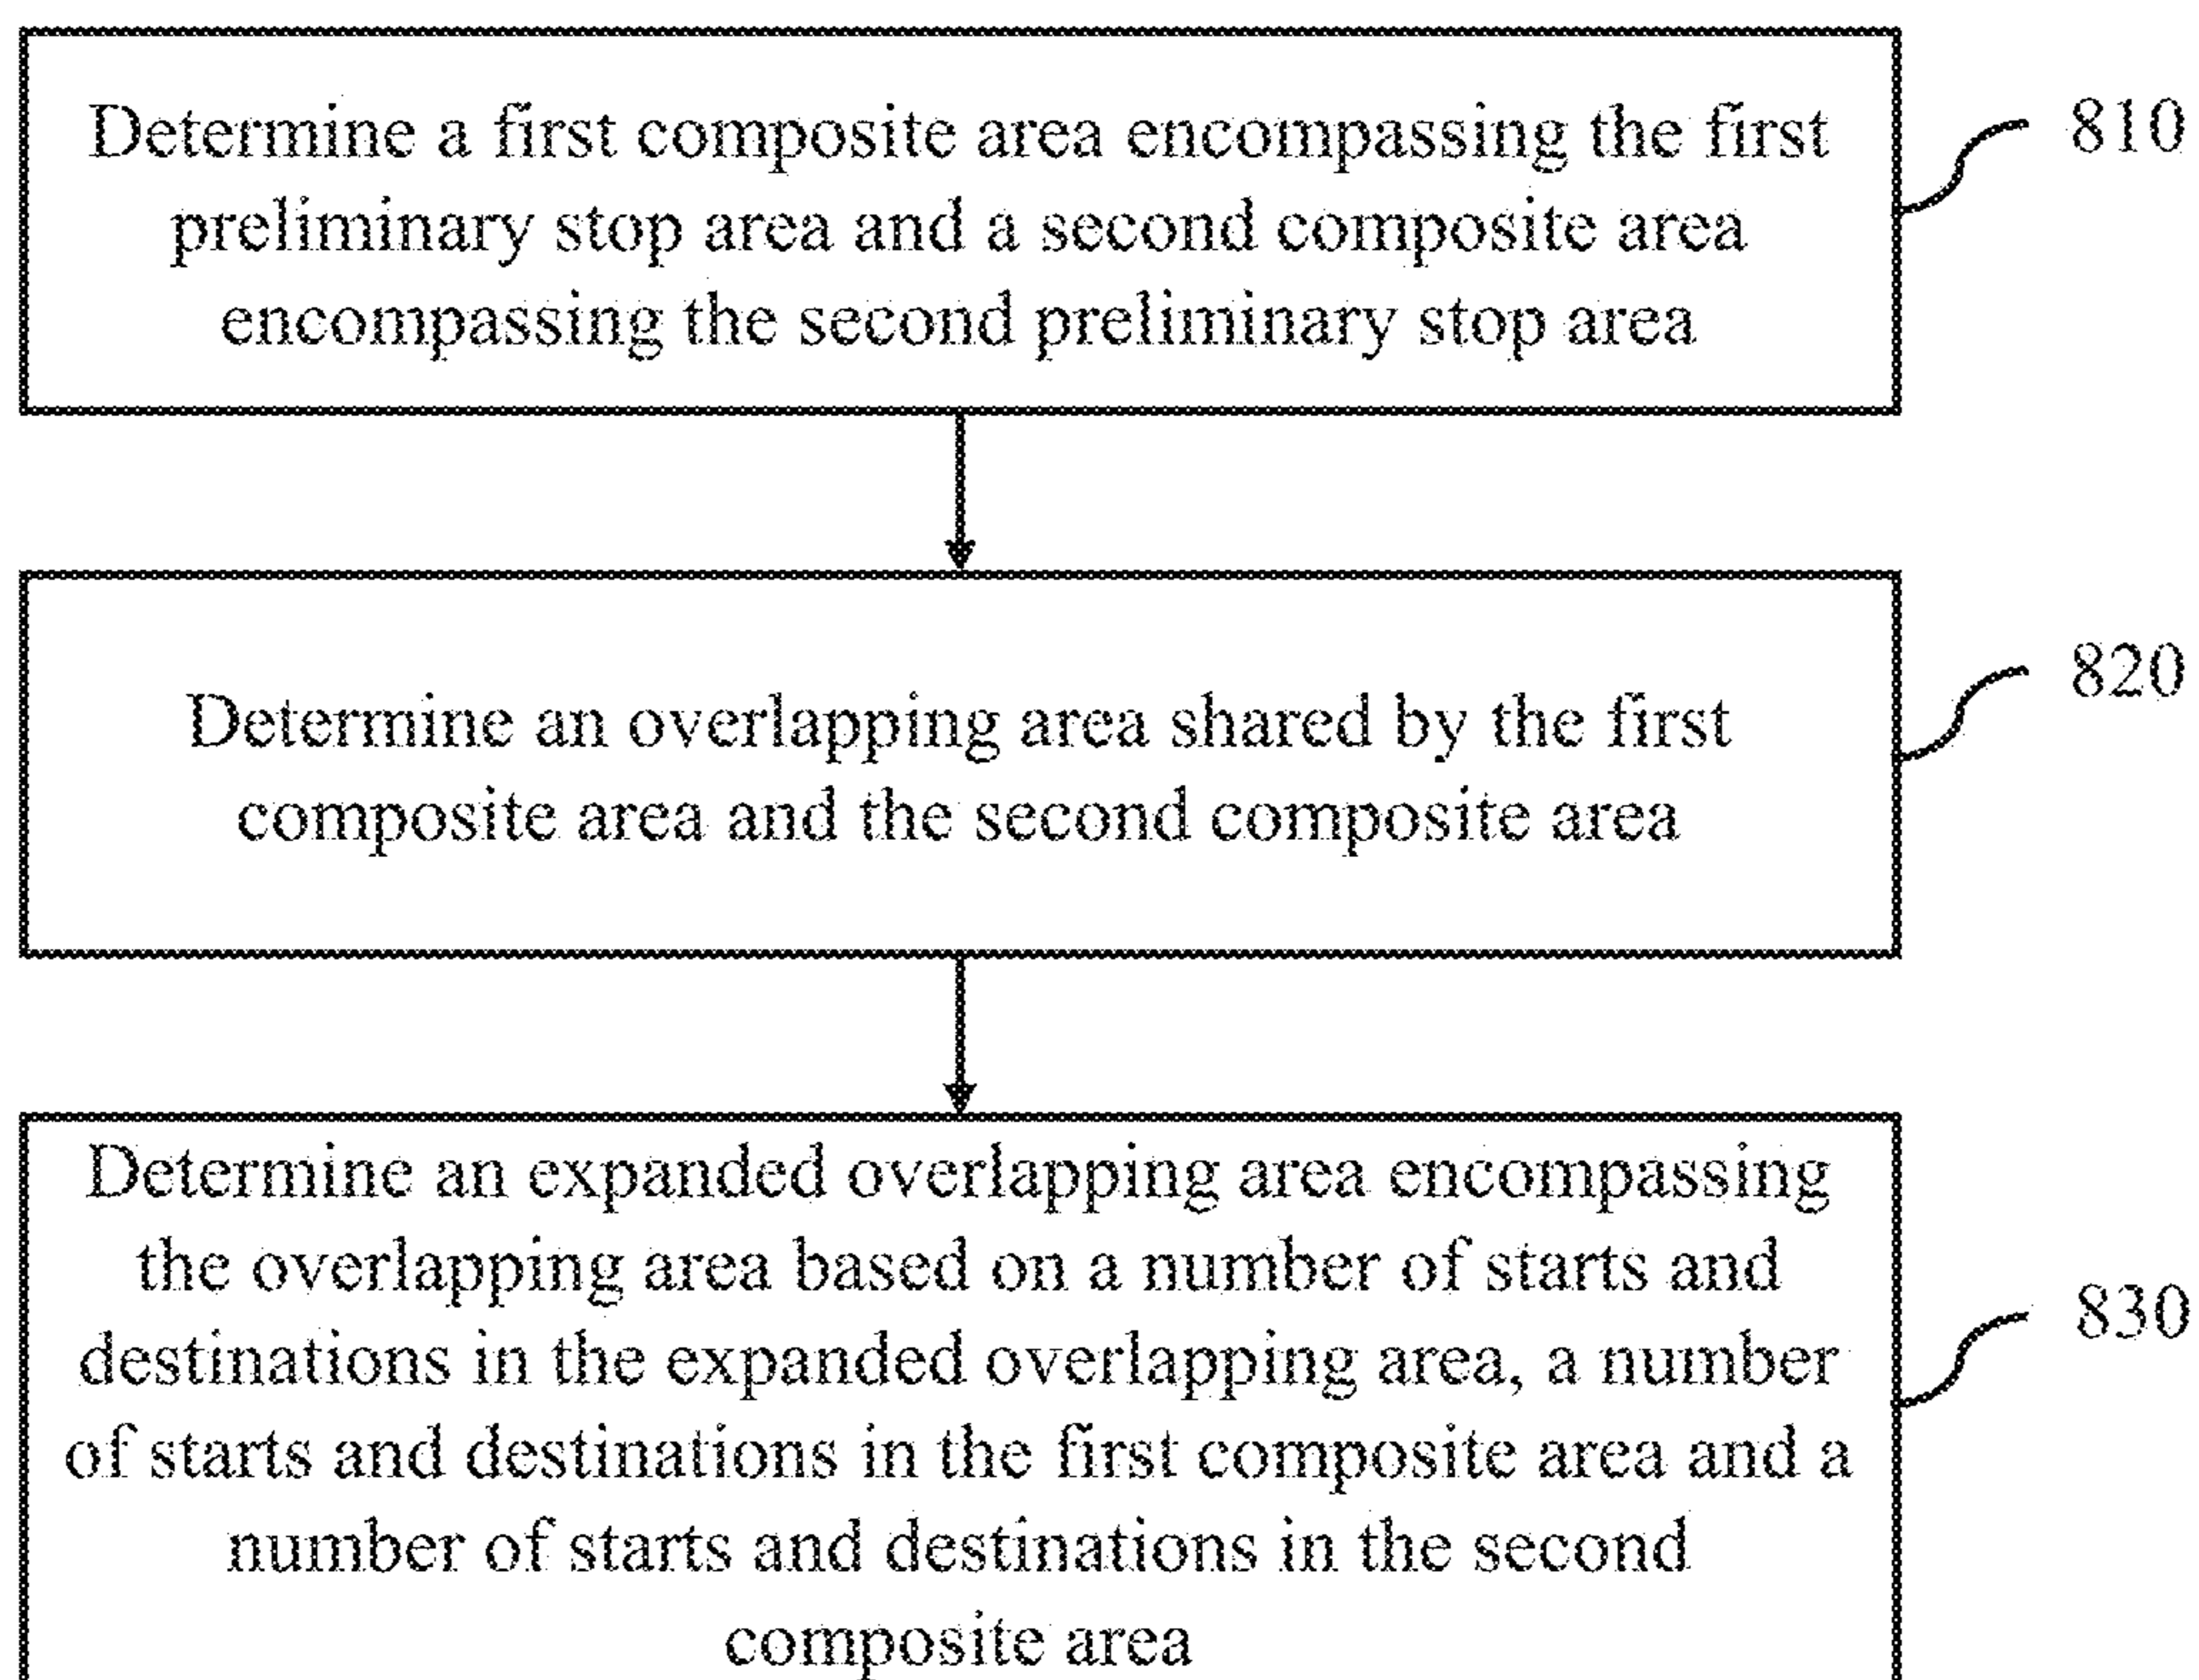 Determine a first composite area encompassing the first
preliminary stop area and a second composite area
encompassing the second preliminary stop area
810
Determine an overlapping area shared by the first
composite area and the second composite area
820
Determine an expanded overlapping area encompassing
the overlapping area based on a number of starts and
destinations in the expanded overlapping area, a number
of starts and destinations in the first composite area and a
number of starts and destinations in the second
composite area
830